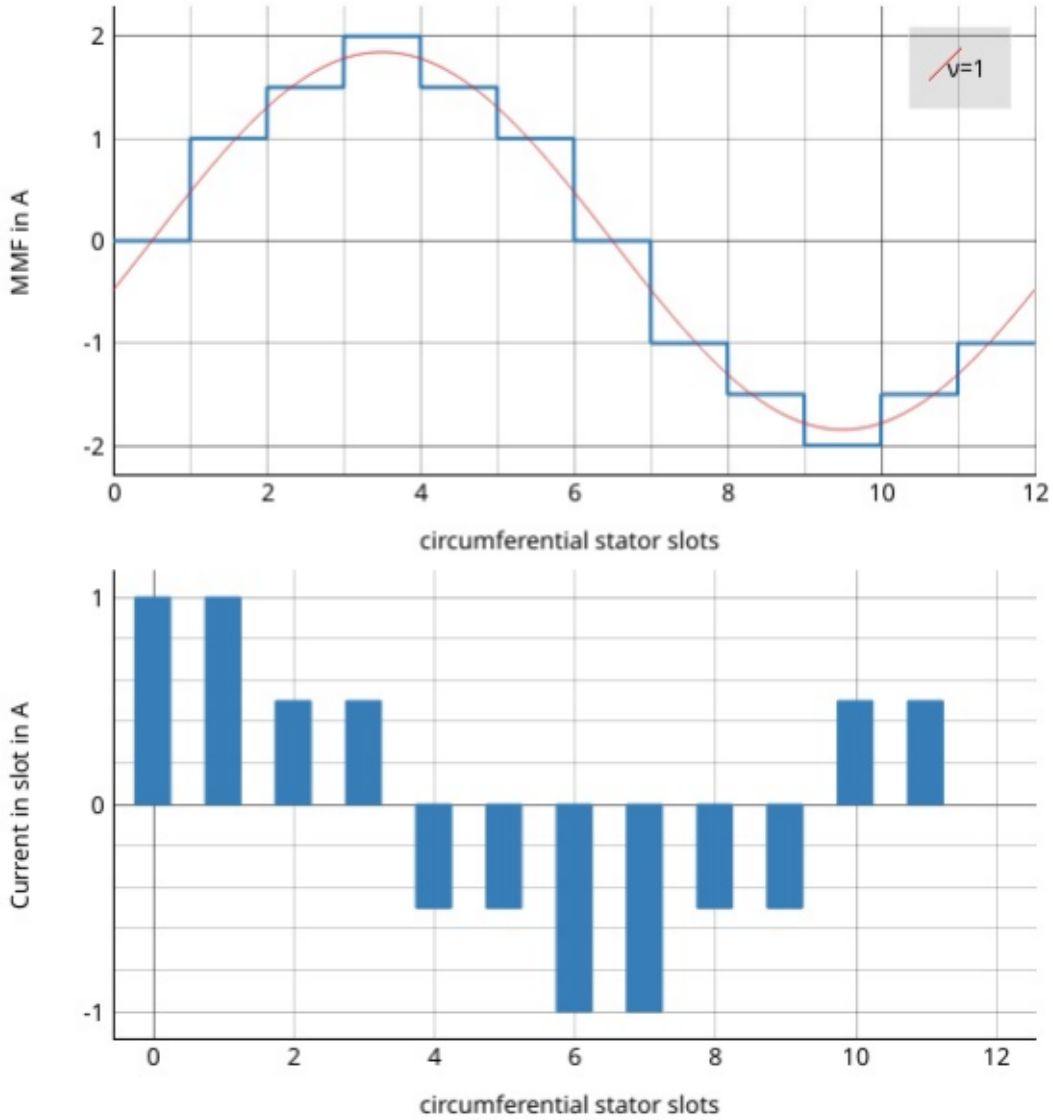 2
ν=1
1
MMF in A
0
-1
-2
0 2 4 6 8 10 12
circumferential stator slots
1
Current in slot in A
0
-1
0 2 4 6 8 10 12
circumferential stator slots